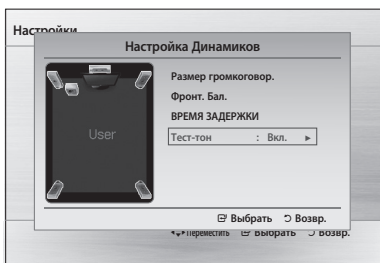 Настройки
Настройка Динамиков
Размер громкоговор.
Фронт. Бал.
ВРЕМЯ ЗАДЕРЖКИ
Тест-тон : Вкл. ►
User
Выбрать Возвр.
Переместить Выбрать Возвр.